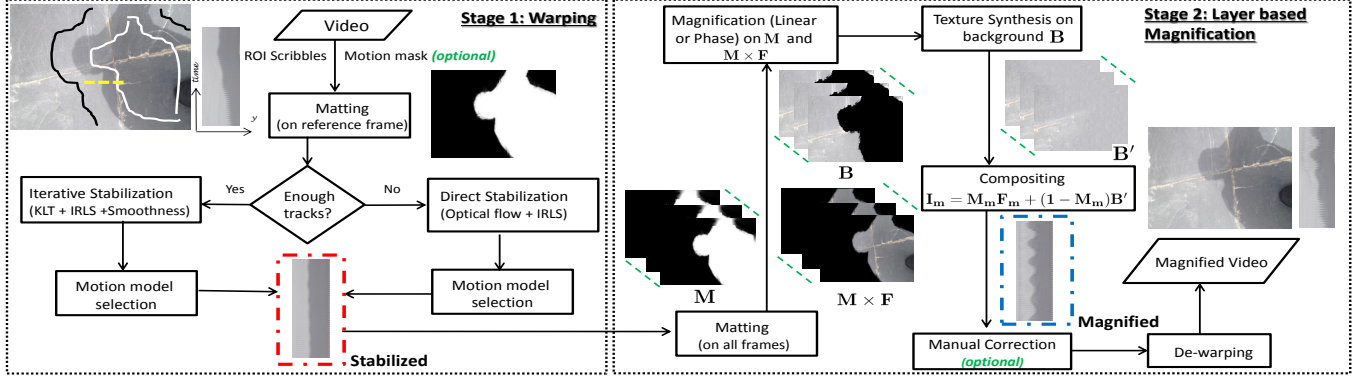 Stage 1: Warping
Video
ROI Scribbles
Motion mask (optional)
time
y
Matting
(on reference frame)
Enough
tracks?
Yes
No
Iterative Stabilization
(KLT + IRLS +Smoothness)
Direct Stabilization
(Optical flow + IRLS)
Motion model
selection
Motion model
selection
Stabilized
Stage 2: Layer based
Magnification
Magnification (Linear
or Phase) on M and
M × F
Texture Synthesis on
background B
B
B′
M
M × F
Matting
(on all frames)
Compositing
I_m = M_mF_m + (1 − M_m)B′
Magnified
Manual Correction
(optional)
De-warping
Magnified Video